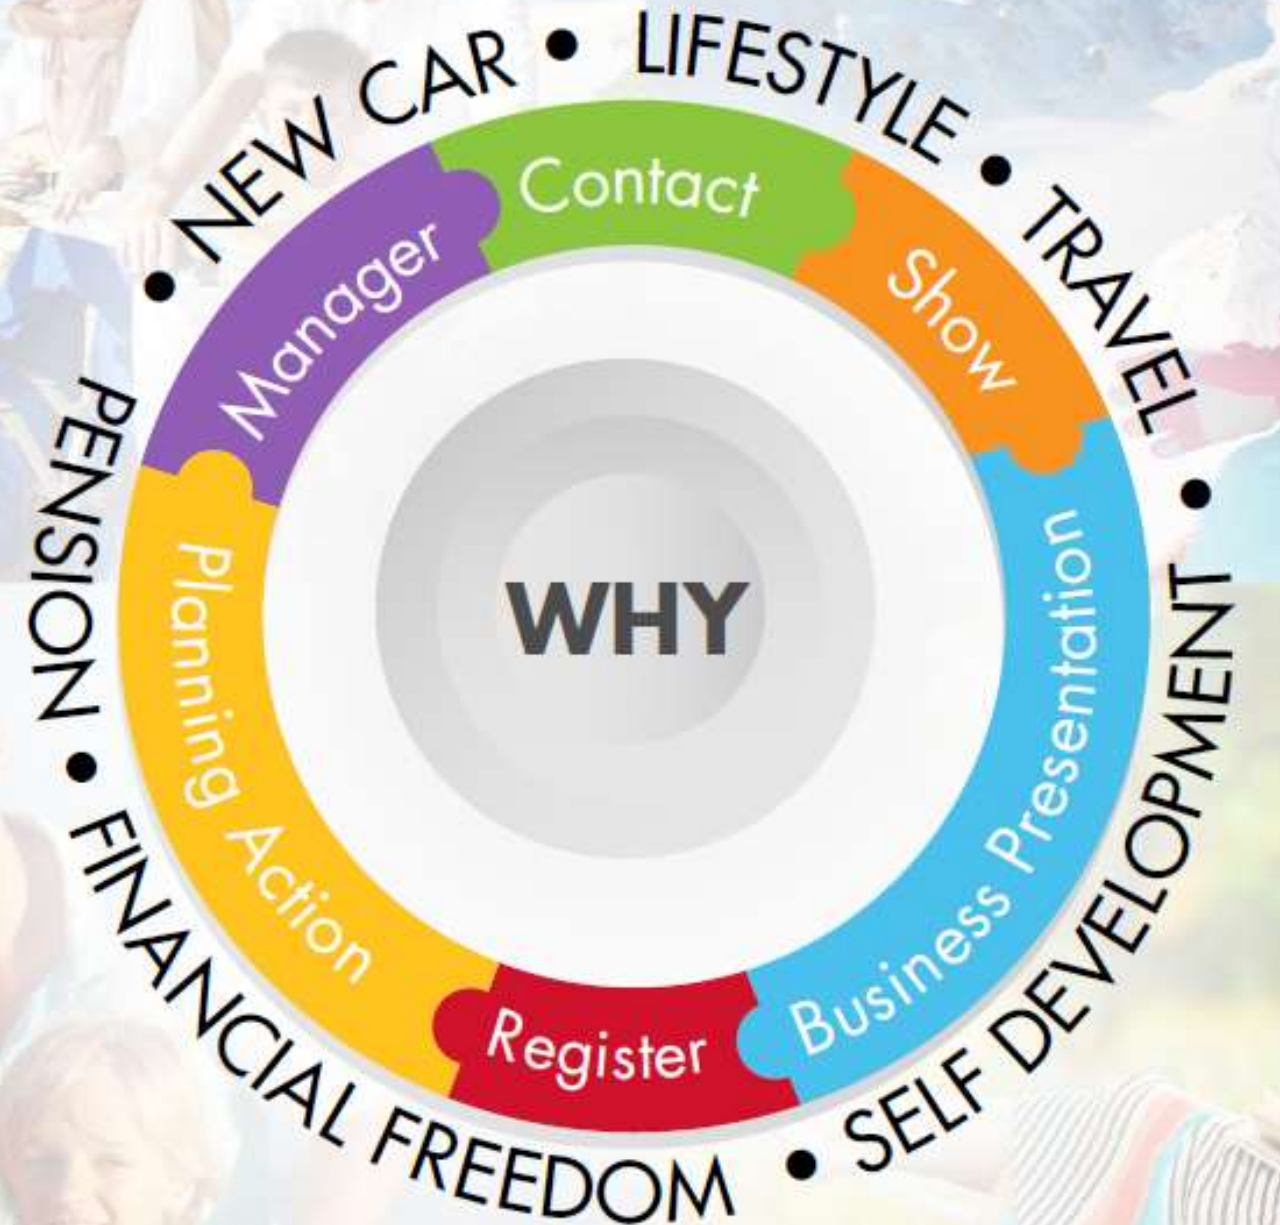 • NEW CAR • LIFESTYLE • TRAVEL • SELF DEVELOPMENT • FINANCIAL FREEDOM • PENSION
Contact
Show
Business Presentation
Register
Planning Action
Manager
WHY